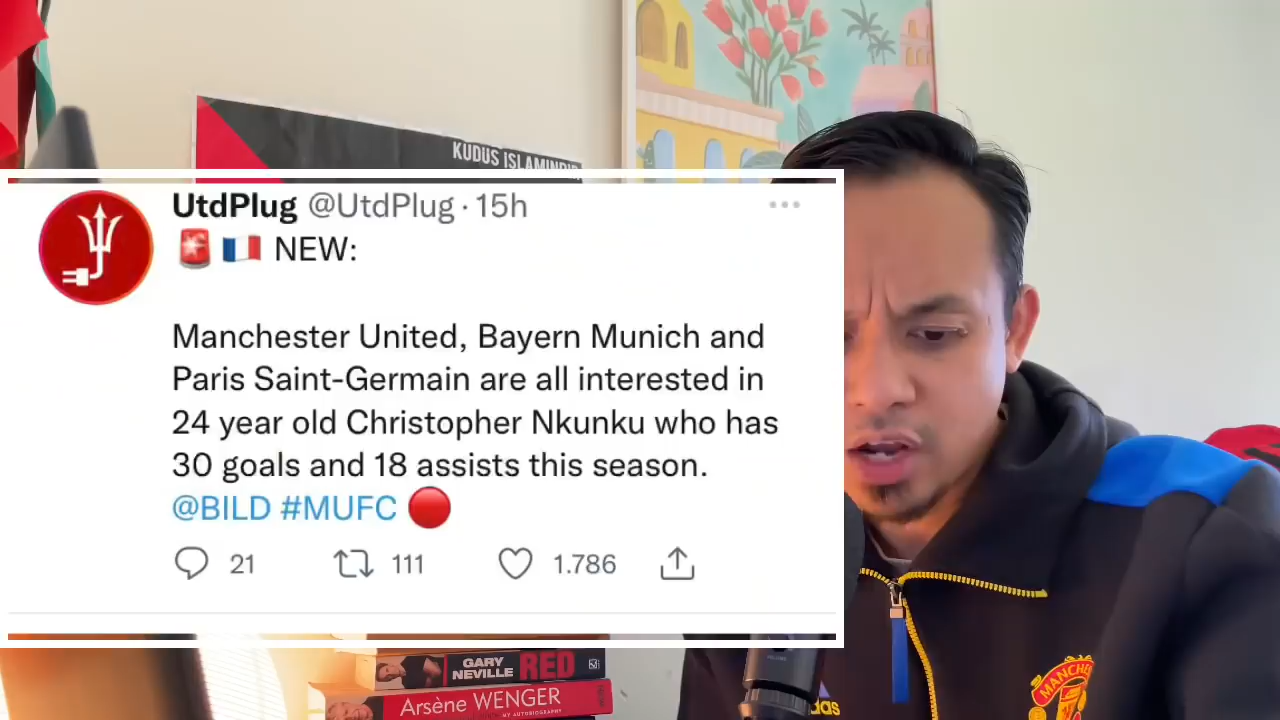 KUDUS ISLAMINDIR
UtdPlug @UtdPlug · 15h
🚨 🇫🇷 NEW:
Manchester United, Bayern Munich and
Paris Saint-Germain are all interested in
24 year old Christopher Nkunku who has
30 goals and 18 assists this season.
@BILD #MUFC 🔴
21 111 1.786
GARY
NEVILLE RED
Arsène WENGER
MY AUTOBIOGRAPHY
MANCHES
das